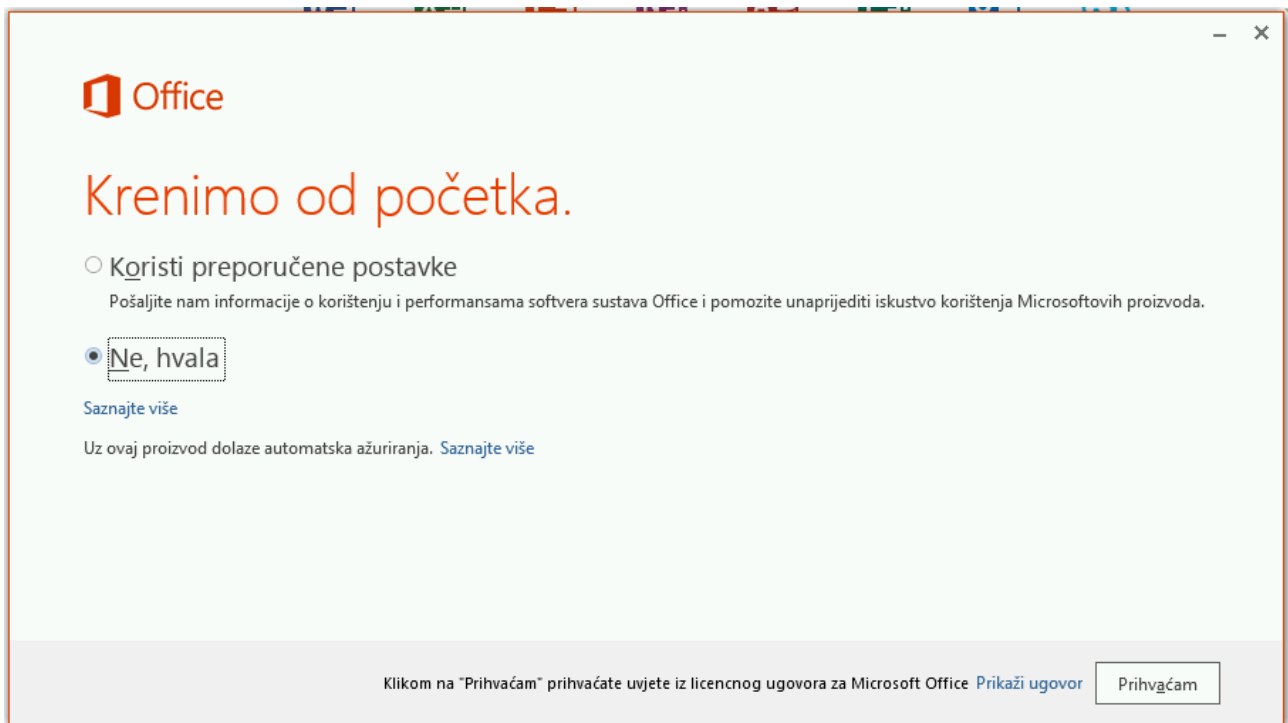 Office
Krenimo od početka.
Koristi preporučene postavke
Pošaljite nam informacije o korištenju i performansama softvera sustava Office i pomozite unaprijediti iskustvo korištenja Microsoftovih proizvoda.
Ne, hvala
Saznajte više
Uz ovaj proizvod dolaze automatska ažuriranja. Saznajte više
Klikom na "Prihvaćam" prihvaćate uvjete iz licencnog ugovora za Microsoft Office Prikaži ugovor Prihvaćam